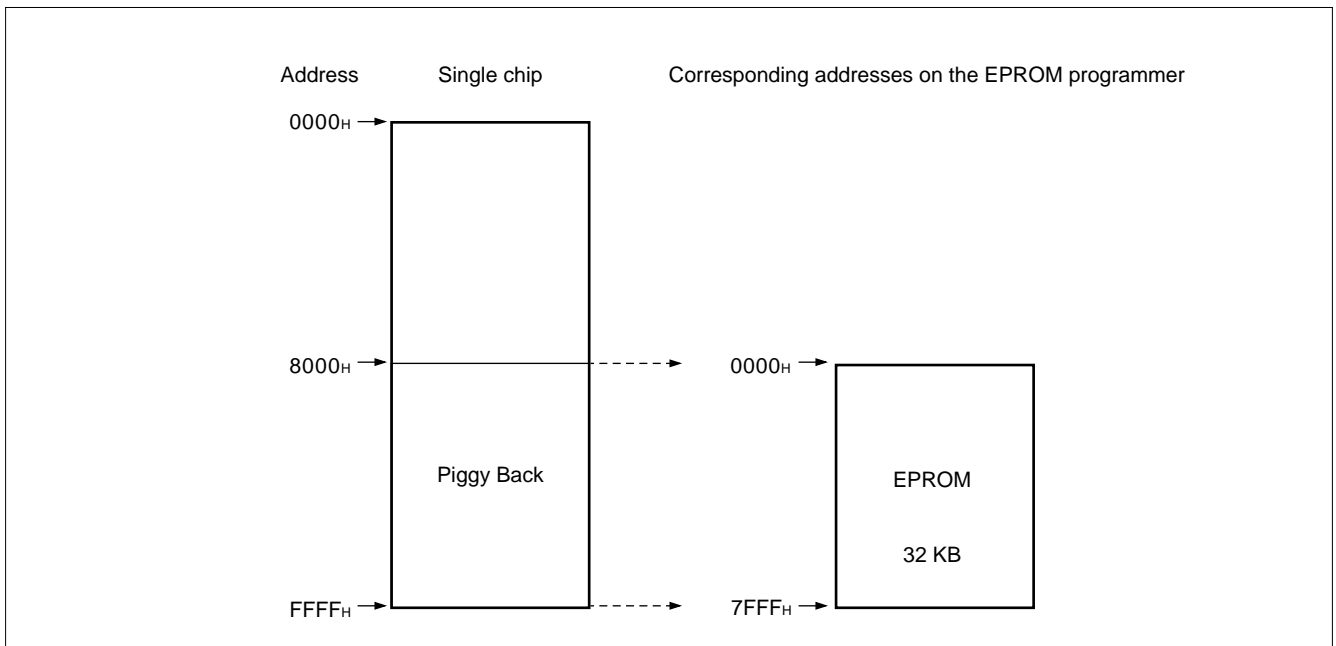 Address Single chip Corresponding addresses on the EPROM programmer
0000H
8000H 0000H
Piggy Back EPROM
32 KB
FFFFH 7FFFH